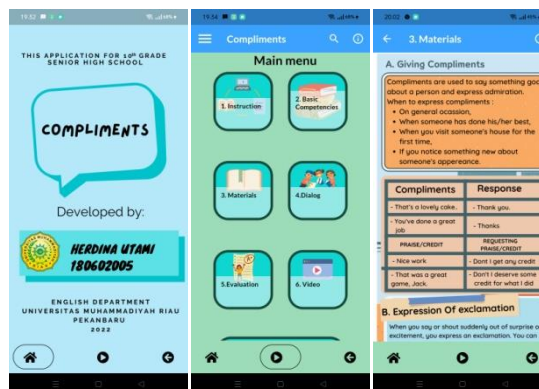 19.32
THIS APPLICATION FOR 10th GRADE
SENIOR HIGH SCHOOL
COMPLIMENTS
Developed by:
HERDINA UTAMI
180602005
ENGLISH DEPARTMENT
UNIVERSITAS MUHAMMADIYAH RIAU
PEKANBARU
2022
19.34
Compliments
Main menu
1. Instruction
2. Basic
Competencies
3. Materials
4.Dialog
5.Evaluation
6. Video
20.02
3. Materials
A. Giving Compliments
Compliments are used to say something goo
about a person and express admiration.
When to express compliments :
• On general ocassion,
• When someone has done his/her best,
• When you visit someone's house for the
first time,
• If you notice something new about
someone's appereance.
Compliments
Response
- That's a lovely cake.
- Thank you.
- You've done a great
job
- Thanks
PRAISE/CREDIT
REQUESTING
PRAISE/CREDIT
- Nice work
- Dont I get any credit
- That was a great
game, Jack.
- Don't I deserve some
credit for what I did
B. Expression Of exclamation
When you say or shout suddenly out of surprise o
excitement, you express an exclamation. You can